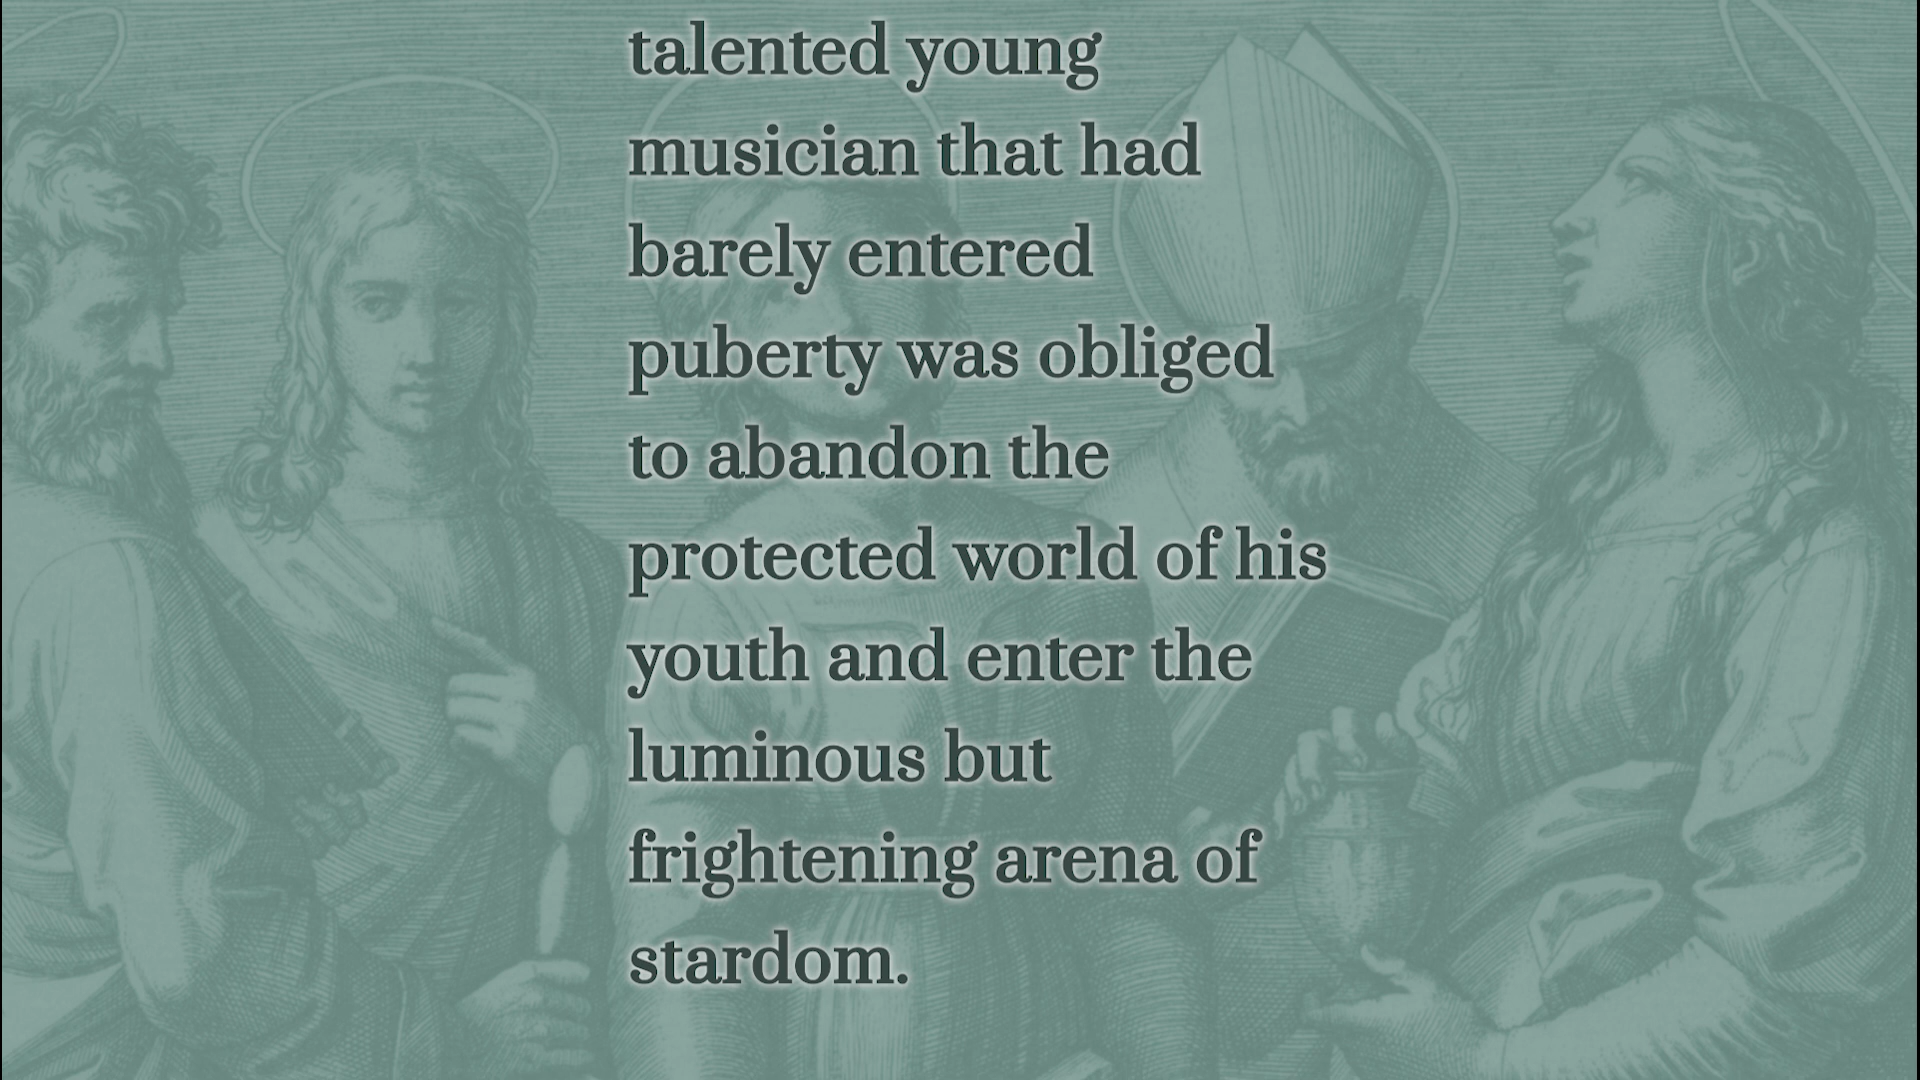 talented young
musician that had
barely entered
puberty was obliged
to abandon the
protected world of his
youth and enter the
luminous but
frightening arena of
stardom.